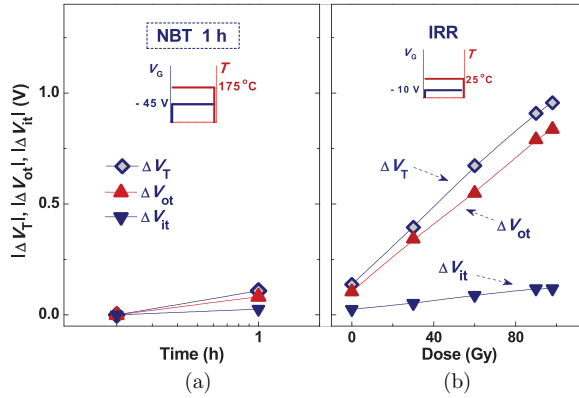 NBT 1 h
IRR
V_G
T
175°C
- 45 V
V_G
T
25°C
- 10 V
|ΔV_T|, |ΔV_ot|, |ΔV_it| (V)
1.0
0.5
0.0
ΔV_T
ΔV_ot
ΔV_it
ΔV_T
ΔV_ot
ΔV_it
1
0 40 80
Time (h)
Dose (Gy)
(a)
(b)